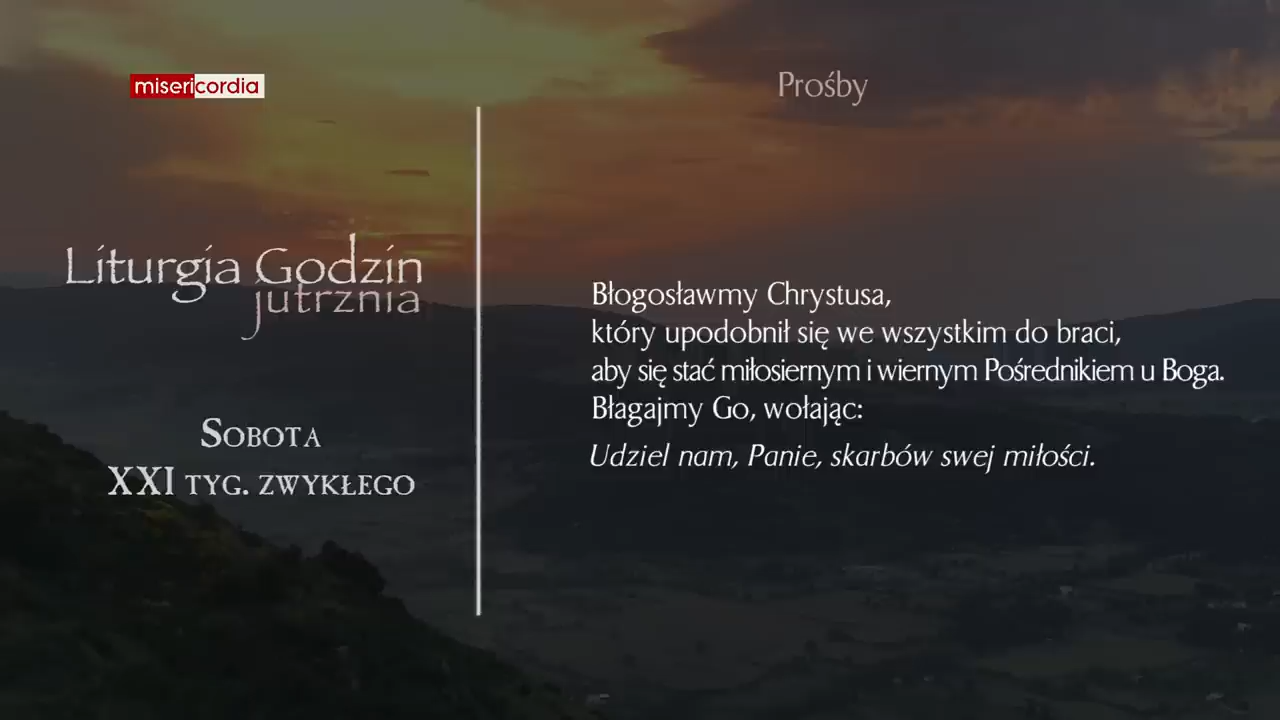 misericordia
Prośby
Liturgia Godzin
jutrznia
Sobota
XXI tyg. zwykłego
Błogosławmy Chrystusa,
który upodobnił się we wszystkim do braci,
aby się stać miłosiernym i wiernym Pośrednikiem u Boga.
Błagajmy Go, wołając:
Udziel nam, Panie, skarbów swej miłości.